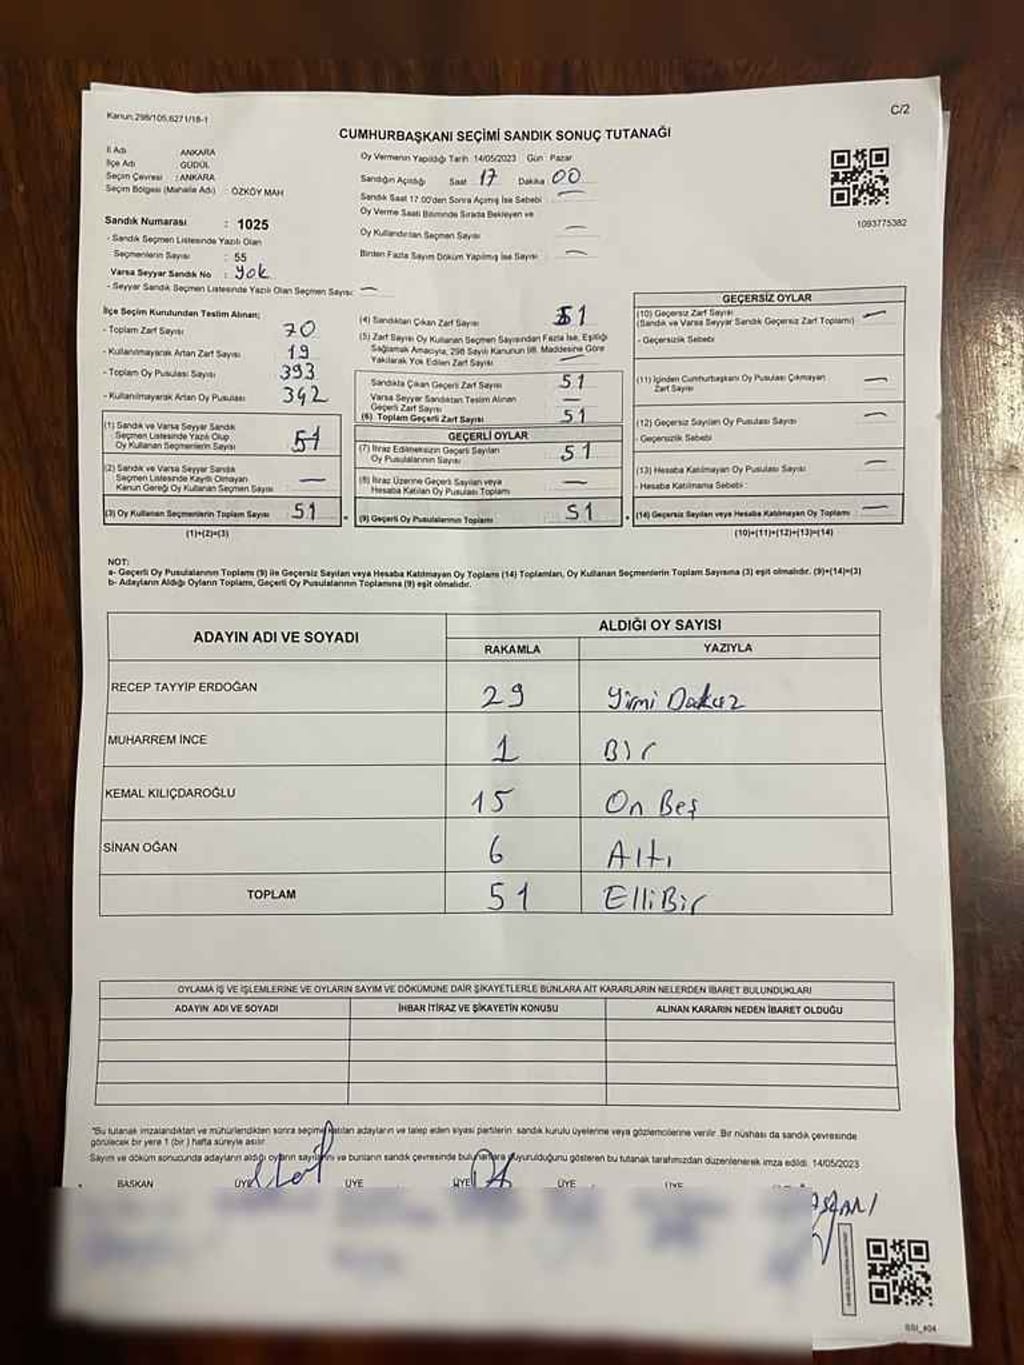 Kanun:298/105,6271/18-1
C/2
CUMHURBAŞKANI SEÇİMİ SANDIK SONUÇ TUTANAĞI
İl Adı ANKARA
İlçe Adı : GÜDÜL
Seçim Çevresi : ANKARA
Seçim Bölgesi (Mahalle Adı) : ÖZKÖY MAH
Sandık Numarası : 1025
- Sandık Seçmen Listesinde Yazılı Olan
Seçmenlerin Sayısı : 55
Varsa Seyyar Sandık No : Yok
- Seyyar Sandık Seçmen Listesinde Yazılı Olan Seçmen Sayısı: —
Oy Vermenin Yapıldığı Tarih 14/05/2023 Gün : Pazar
Sandığın Açıldığı Saat 17 Dakika 00
Sandık Saat 17:00'den Sonra Açımış İse Sebebi —
Oy Verme Saati Bitiminde Sırada Bekleyen ve
Oy Kullandırılan Seçmen Sayısı —
Birden Fazla Sayım Döküm Yapılmış İse Sayısı —
1093775382
İlçe Seçim Kurulundan Teslim Alınan;
- Toplam Zarf Sayısı 70
- Kullanılmayarak Artan Zarf Sayısı 19
- Toplam Oy Pusulası Sayısı 393
- Kullanılmayarak Artan Oy Pusulası 342
(1) Sandık ve Varsa Seyyar Sandık
Seçmen Listesinde Yazılı Olup
Oy Kullanan Seçmenlerin Sayısı 51
(2) Sandık ve Varsa Seyyar Sandık
Seçmen Listesinde Kayıtlı Olmayan
Kanun Gereği Oy Kullanan Seçmen Sayısı —
(3) Oy Kullanan Seçmenlerin Toplam Sayısı 51
(1)+(2)=(3)
(4) Sandıktan Çıkan Zarf Sayısı 51
(5) Zarf Sayısı Oy Kullanan Seçmen Sayısından Fazla İse, Eşitliği
Sağlamak Amacıyla, 298 Sayılı Kanunun 98. Maddesine Göre
Yakılarak Yok Edilen Zarf Sayısı —
Sandıkta Çıkan Geçerli Zarf Sayısı 51
Varsa Seyyar Sandıktan Teslim Alınan
Geçerli Zarf Sayısı —
(6) Toplam Geçerli Zarf Sayısı 51
GEÇERLİ OYLAR
(7) İtiraz Edilmeksizin Geçerli Sayılan
Oy Pusulalarının Sayısı 51
(8) İtiraz Üzerine Geçerli Sayılan veya
Hesaba Katılan Oy Pusulası Toplamı —
(9) Geçerli Oy Pusulalarının Toplamı 51
GEÇERSİZ OYLAR
(10) Geçersiz Zarf Sayısı
(Sandık ve Varsa Seyyar Sandık Geçersiz Zarf Toplamı) —
- Geçersizlik Sebebi
(11) İçinden Cumhurbaşkanı Oy Pusulası Çıkmayan
Zarf Sayısı —
(12) Geçersiz Sayılan Oy Pusulası Sayısı —
- Geçersizlik Sebebi
(13) Hesaba Katılmayan Oy Pusulası Sayısı —
- Hesaba Katılmama Sebebi :
(14) Geçersiz Sayılan veya Hesaba Katılmayan Oy Toplamı —
(10)+(11)+(12)+(13)=(14)
NOT:
a- Geçerli Oy Pusulalarının Toplamı (9) ile Geçersiz Sayılan veya Hesaba Katılmayan Oy Toplamı (14) Toplamları, Oy Kullanan Seçmenlerin Toplam Sayısına (3) eşit olmalıdır. (9)+(14)=(3)
b- Adayların Aldığı Oyların Toplamı, Geçerli Oy Pusulalarının Toplamına (9) eşit olmalıdır.
ADAYIN ADI VE SOYADI
ALDIĞI OY SAYISI
RAKAMLA YAZIYLA
RECEP TAYYİP ERDOĞAN 29 Yirmi Dokuz
MUHARREM İNCE 1 Bir
KEMAL KILIÇDAROĞLU 15 On Beş
SİNAN OĞAN 6 Altı
TOPLAM 51 ElliBir
OYLAMA İŞ VE İŞLEMLERİNE VE OYLARIN SAYIM VE DÖKÜMÜNE DAİR ŞİKAYETLERLE BUNLARA AİT KARARLARIN NELERDEN İBARET BULUNDUKLARI
ADAYIN ADI VE SOYADI İHBAR İTİRAZ VE ŞİKAYETİN KONUSU ALINAN KARARIN NEDEN İBARET OLDUĞU
*Bu tutanak imzalandıktan ve mühürlendikten sonra seçime katılan adayların ve talep eden siyasi partilerin sandık kurulu üyelerine veya gözlemcilerine verilir. Bir nüshası da sandık çevresinde
görülecek bir yere 1 (bir) hafta süreyle asılır.
Sayım ve döküm sonucunda adayların aldığı oyların sayılarını ve bunların sandık çevresinde bulunanlara duyurulduğunu gösteren bu tutanak tarafımızdan düzenlenerek imza edildi. 14/05/2023
BAŞKAN ÜYE ÜYE ÜYE ÜYE ÜYE